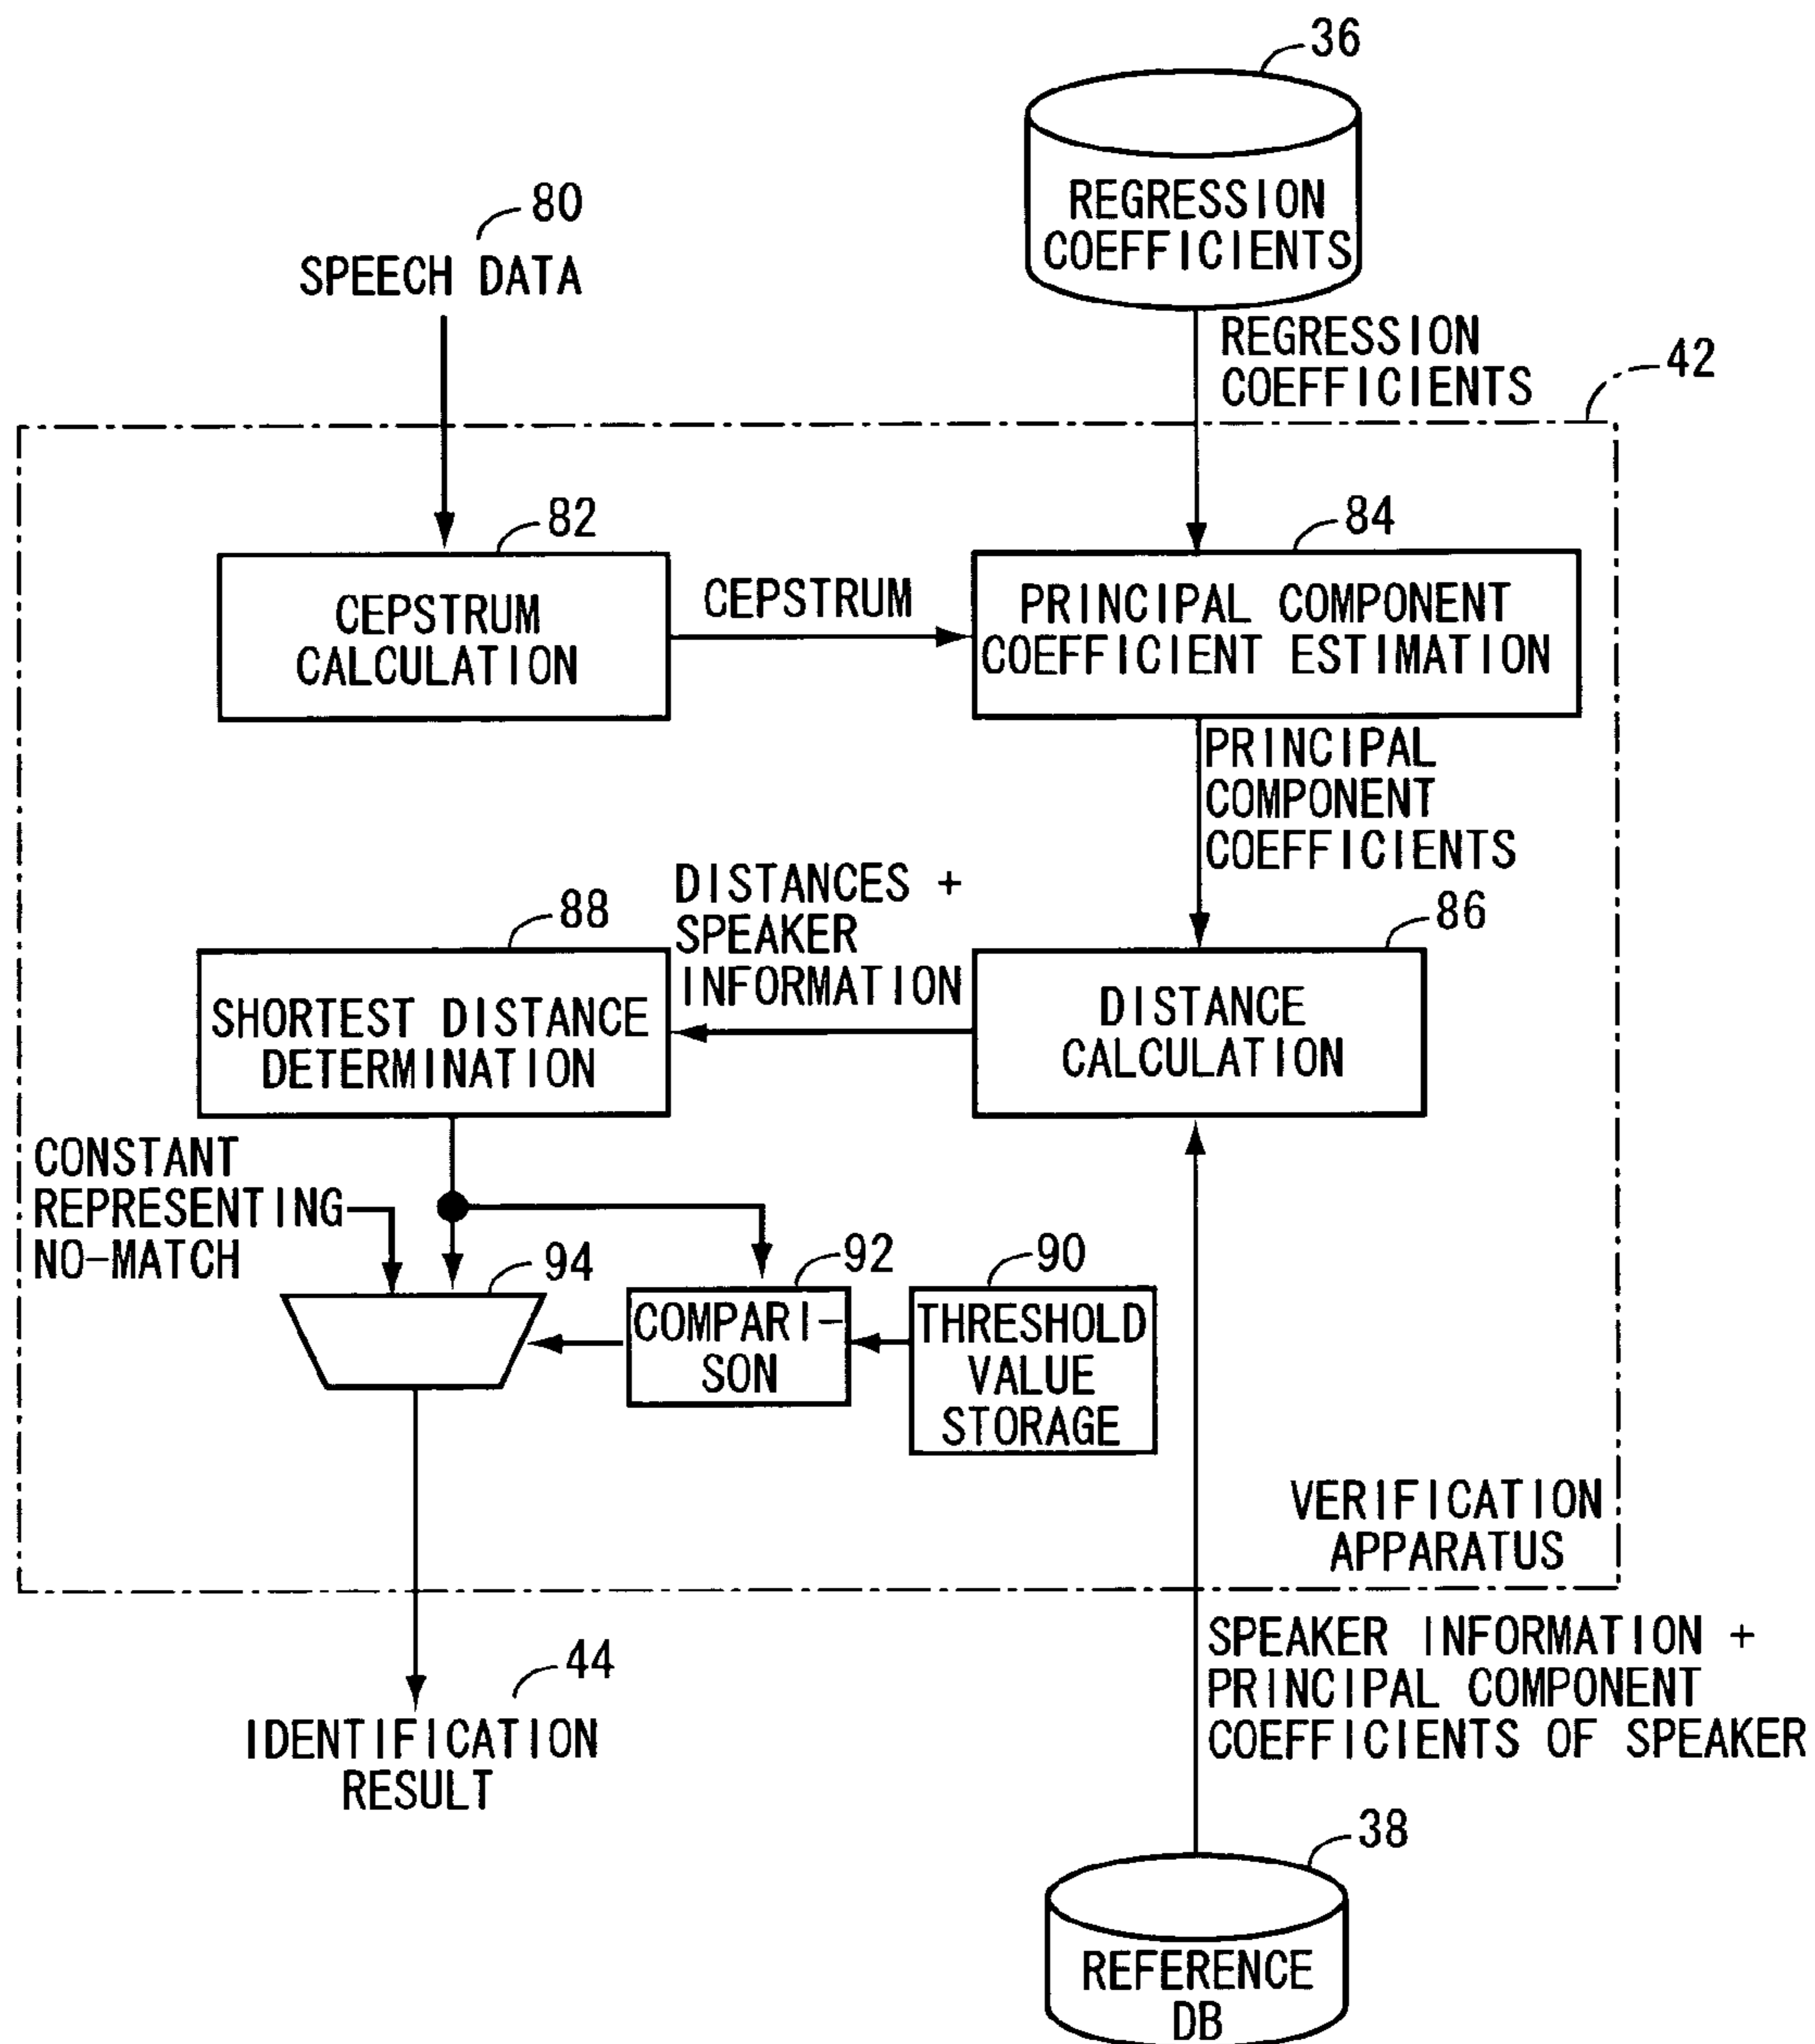 36
REGRESSION
COEFFICIENTS
80
SPEECH DATA
REGRESSION
COEFFICIENTS
42
82
CEPSTRUM
CALCULATION
CEPSTRUM
84
PRINCIPAL COMPONENT
COEFFICIENT ESTIMATION
PRINCIPAL
COMPONENT
COEFFICIENTS
DISTANCES +
SPEAKER
INFORMATION
88
SHORTEST DISTANCE
DETERMINATION
86
DISTANCE
CALCULATION
CONSTANT
REPRESENTING
NO-MATCH
94
92
COMPARI-
SON
90
THRESHOLD
VALUE
STORAGE
VERIFICATION
APPARATUS
44
IDENTIFICATION
RESULT
SPEAKER INFORMATION +
PRINCIPAL COMPONENT
COEFFICIENTS OF SPEAKER
38
REFERENCE
DB